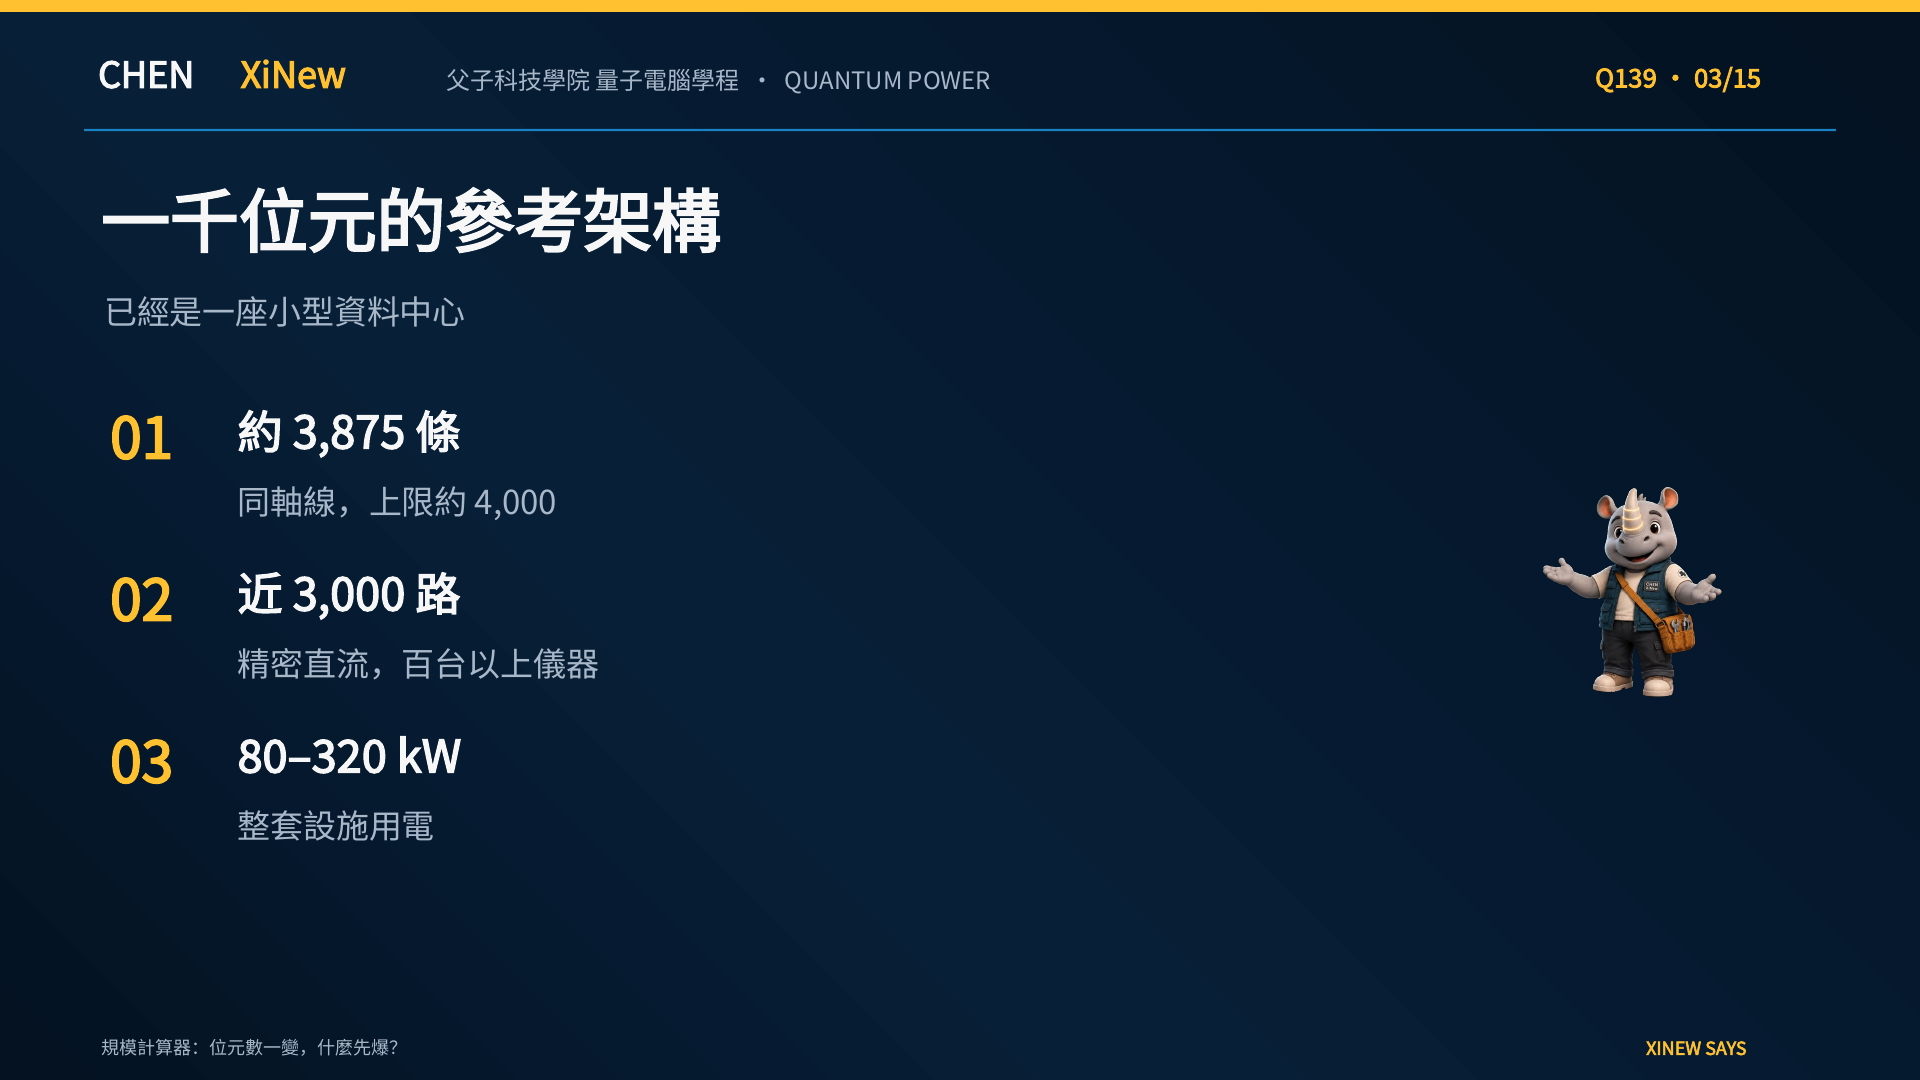 CHEN XiNew 父子科技學院 量子電腦學程 · QUANTUM POWER Q139 · 03/15
一千位元的參考架構
已經是一座小型資料中心
01 約 3,875 條
同軸線，上限約 4,000
02 近 3,000 路
精密直流，百台以上儀器
03 80–320 kW
整套設施用電
規模計算器：位元數一變，什麼先爆？ XINEW SAYS